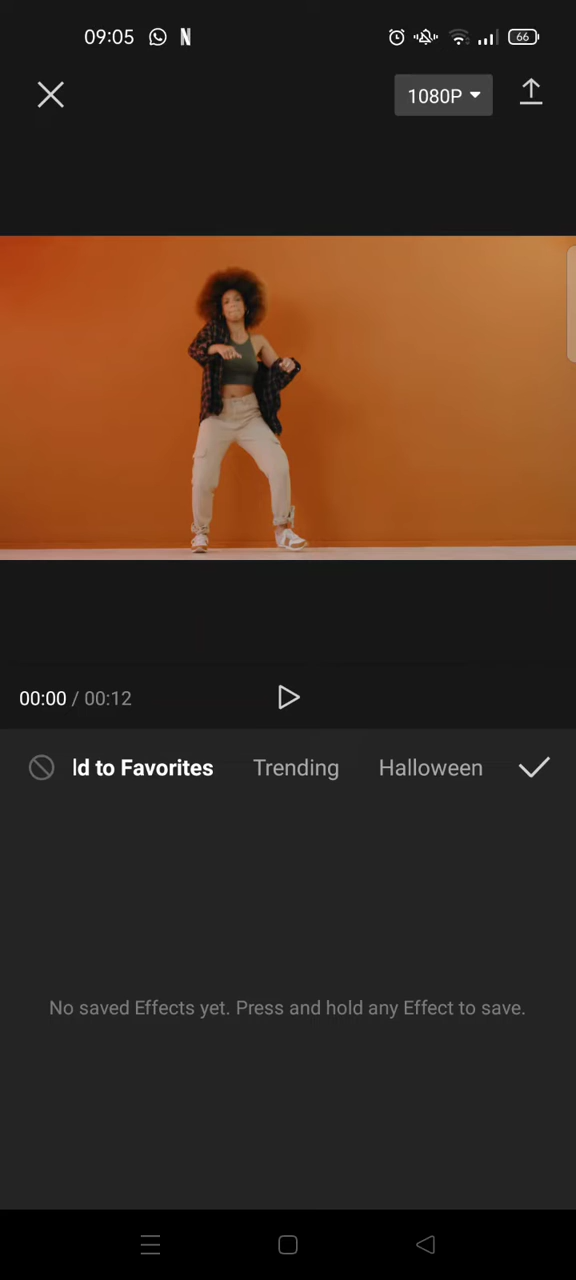 09:05 66
1080P
00:00 / 00:12
ld to Favorites Trending Halloween
No saved Effects yet. Press and hold any Effect to save.